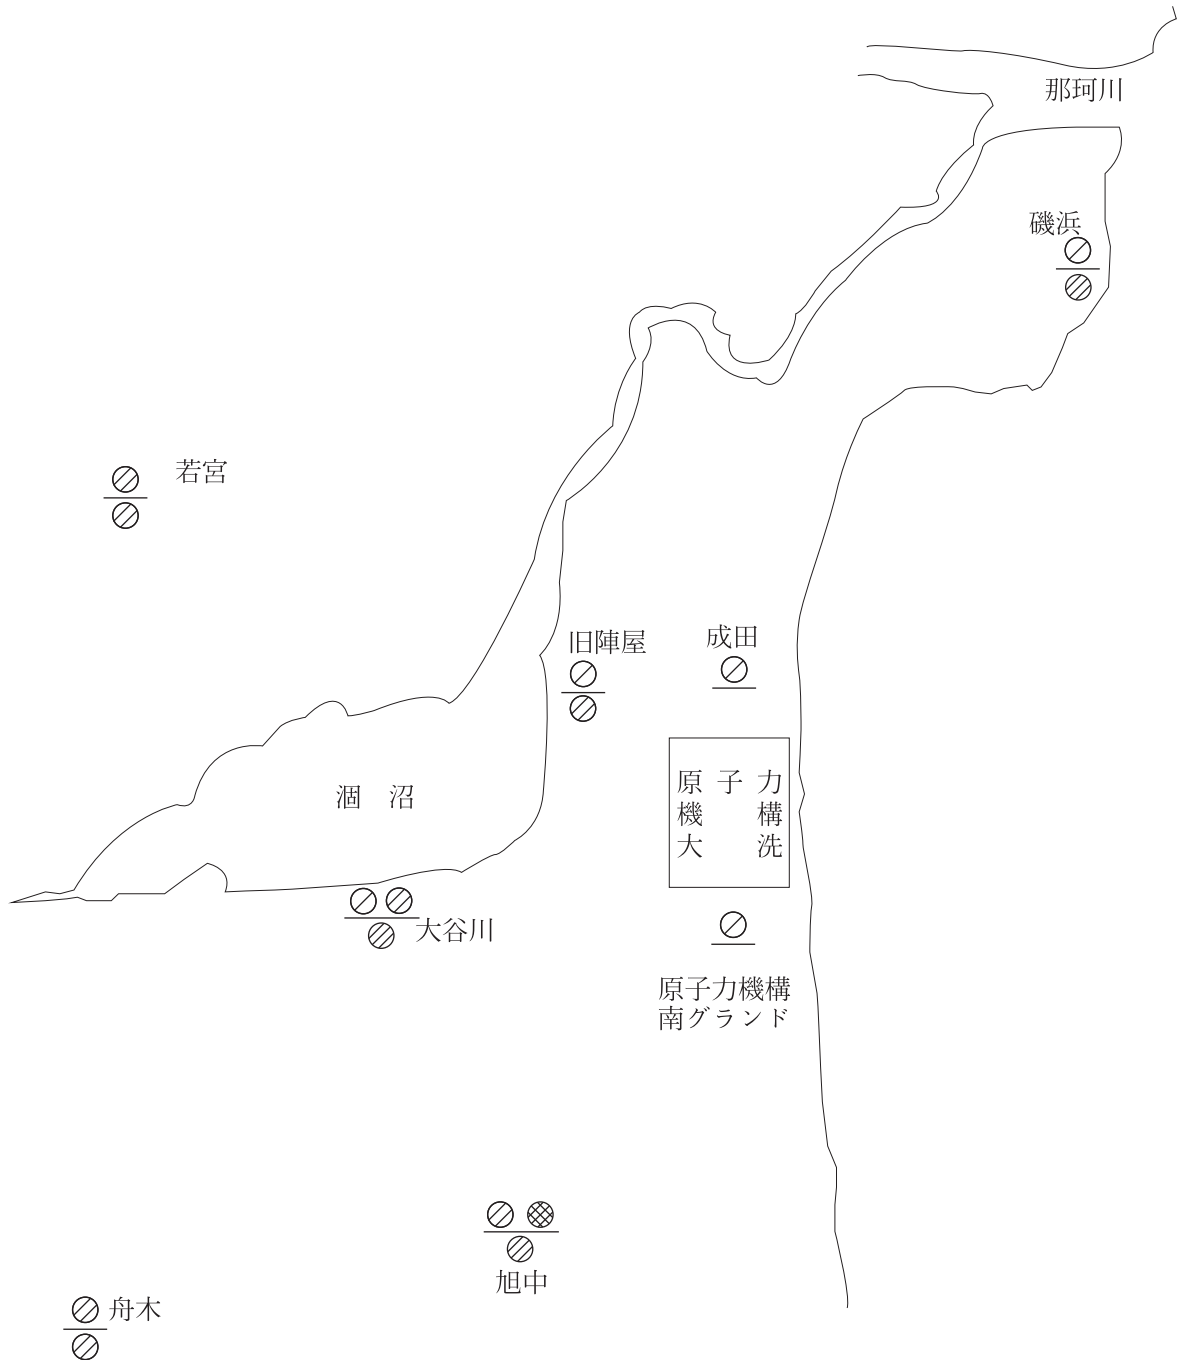 那珂川
磯浜
若宮
旧陣屋
成田
原子力
機構
大洗
涸沼
大谷川
原子力機構
南グランド
旭中
舟木